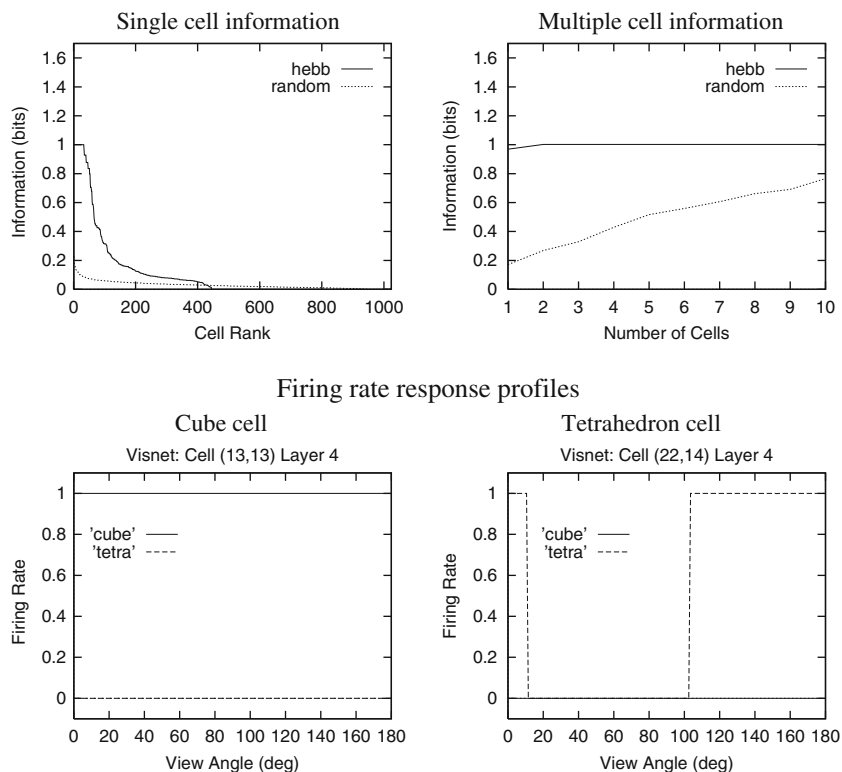 Single cell information
Multiple cell information
1.6
1.4
1.2
1
0.8
0.6
0.4
0.2
0
hebb
random
Information (bits)
0 200 400 600 800 1000
Cell Rank
1.6
1.4
1.2
1
0.8
0.6
0.4
0.2
0
hebb
random
Information (bits)
1 2 3 4 5 6 7 8 9 10
Number of Cells
Firing rate response profiles
Cube cell
Visnet: Cell (13,13) Layer 4
1
0.8
0.6
0.4
0.2
0
'cube'
'tetra'
Firing Rate
0 20 40 60 80 100 120 140 160 180
View Angle (deg)
Tetrahedron cell
Visnet: Cell (22,14) Layer 4
1
0.8
0.6
0.4
0.2
0
'cube'
'tetra'
Firing Rate
0 20 40 60 80 100 120 140 160 180
View Angle (deg)